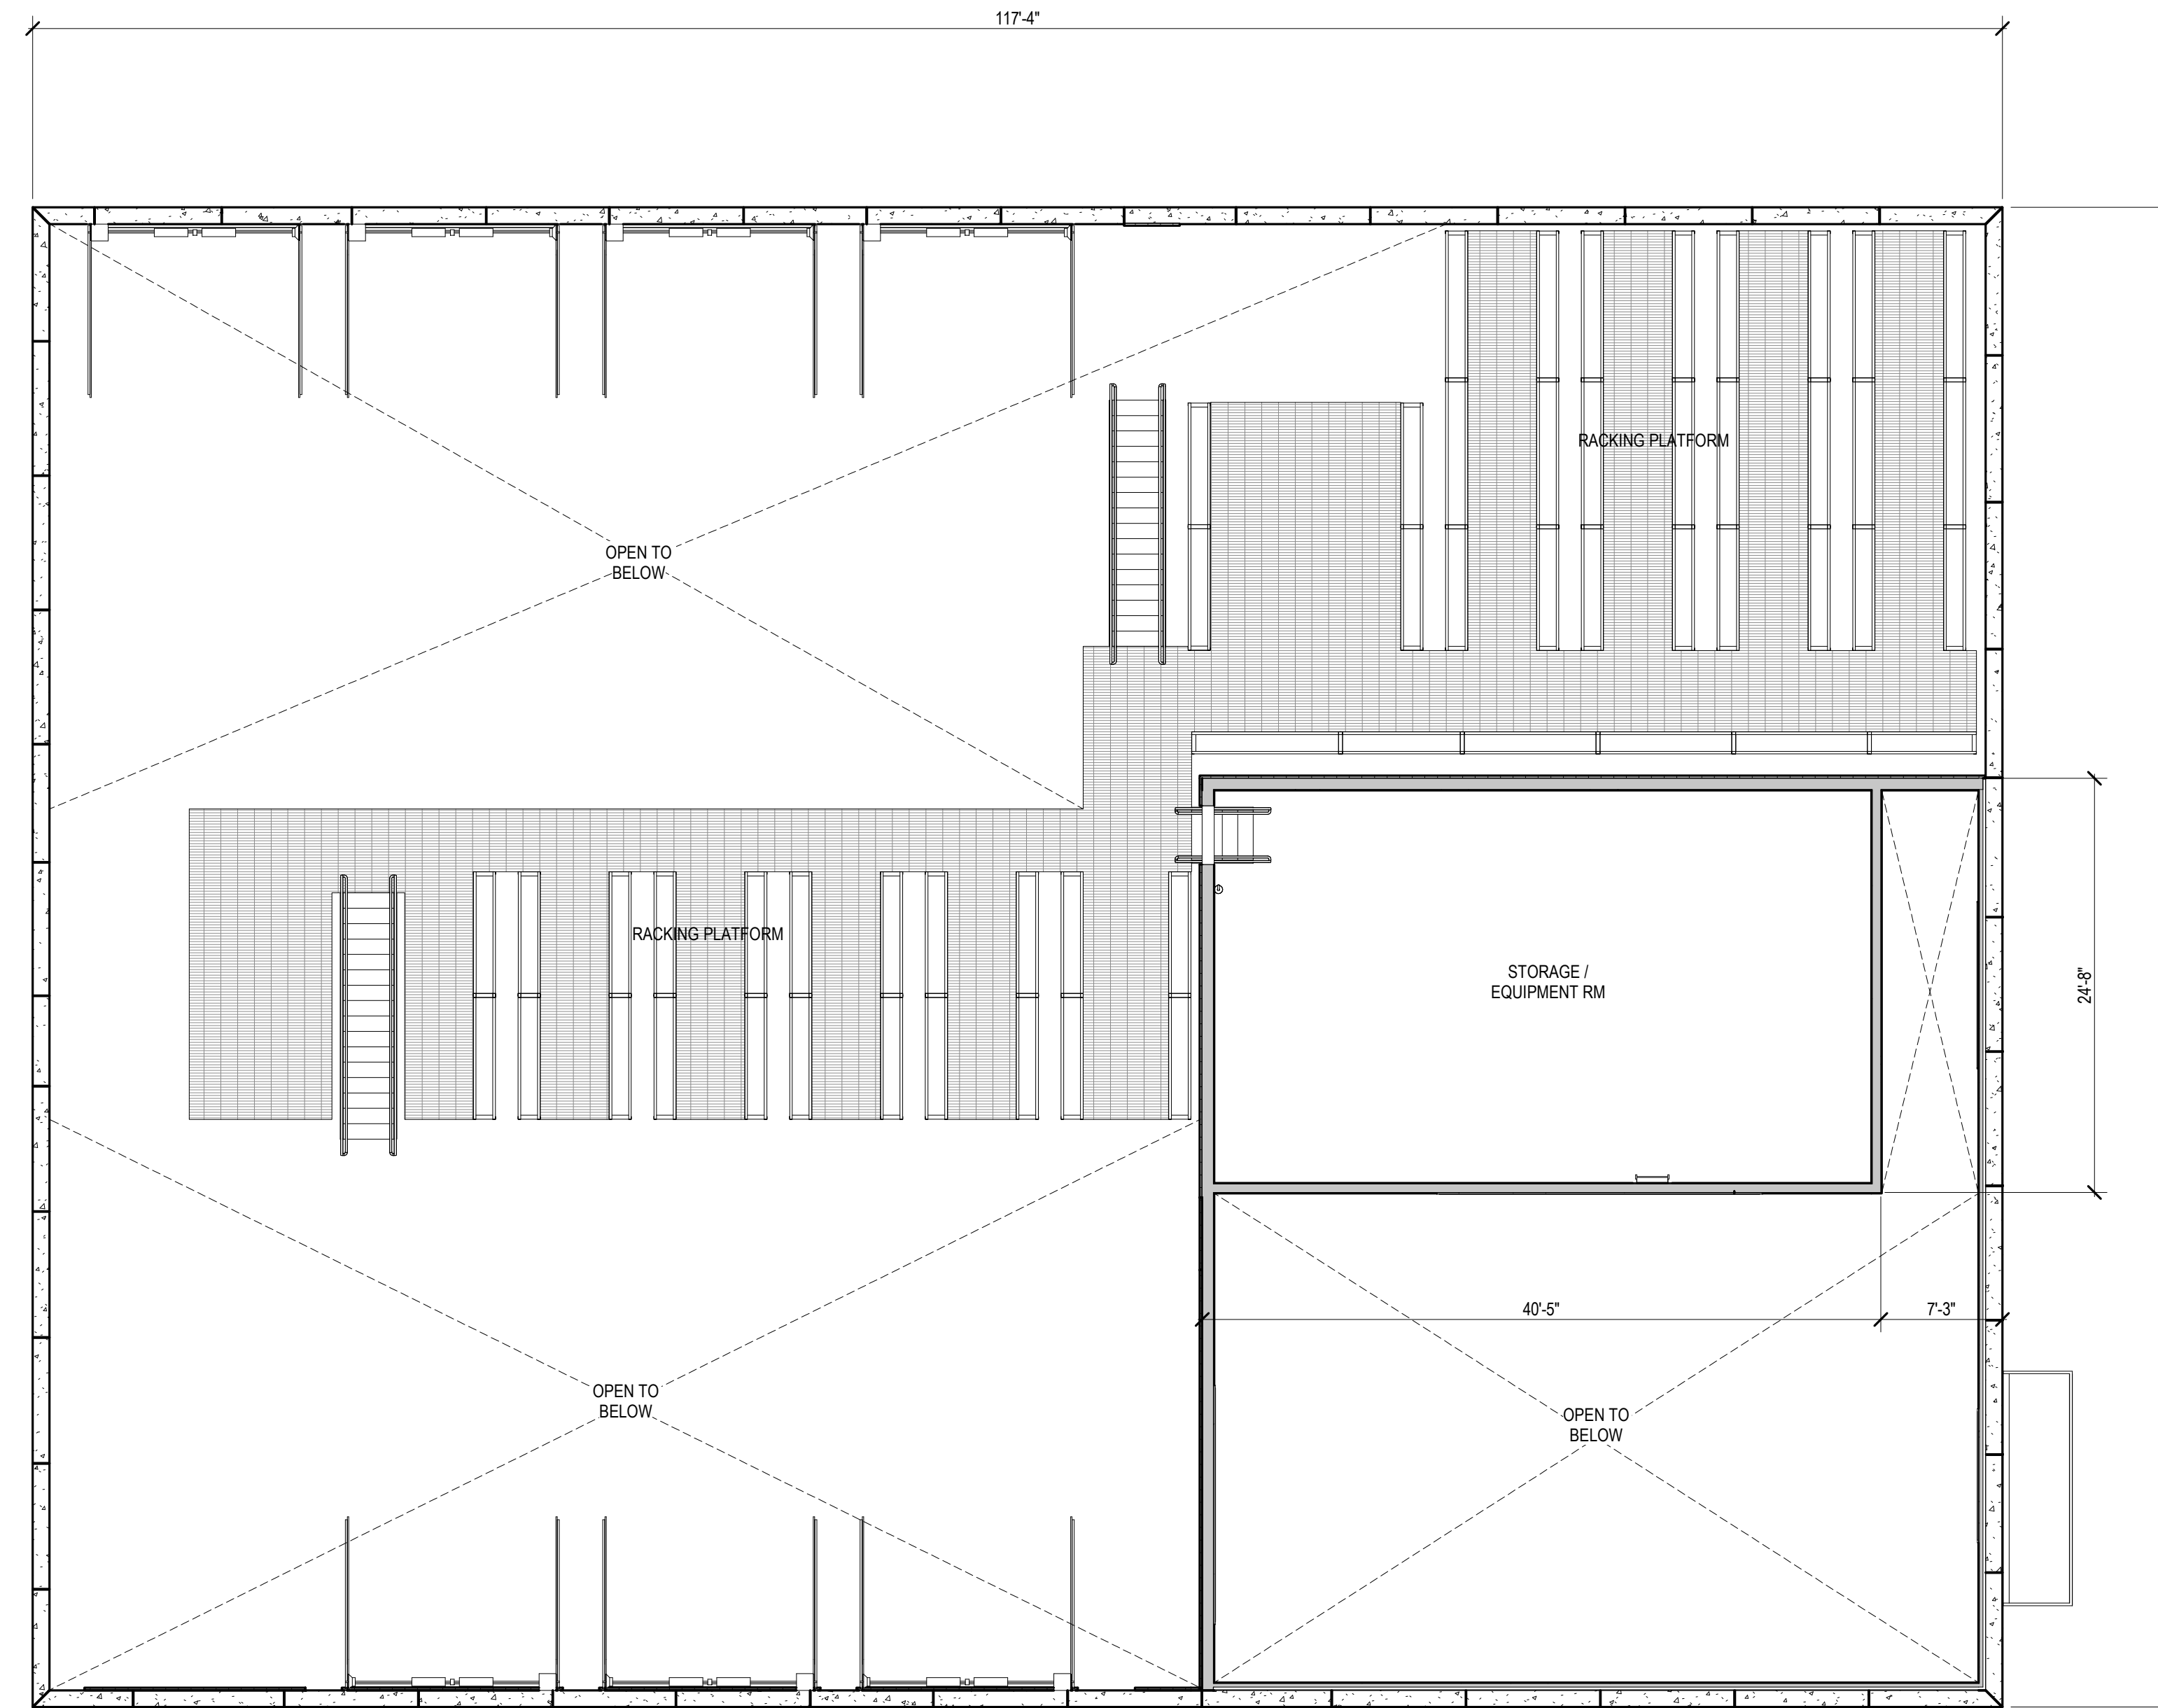 117'-4"
RACKING PLATFORM
OPEN TO
BELOW
RACKING PLATFORM
STORAGE /
EQUIPMENT RM
24'-8"
40'-5"
7'-3"
OPEN TO
BELOW
OPEN TO
BELOW